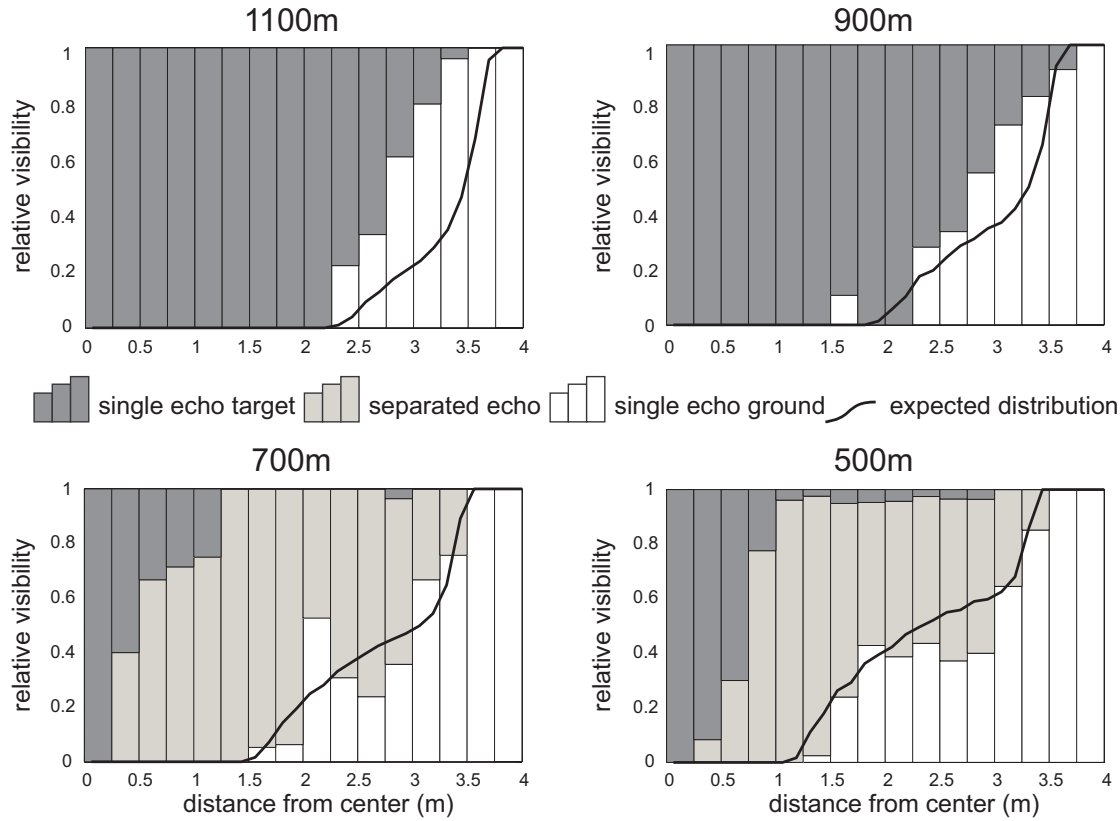 1100m
900m
relative visibility
1
0.8
0.6
0.4
0.2
0
0 0.5 1 1.5 2 2.5 3 3.5 4
relative visibility
1
0.8
0.6
0.4
0.2
0
0 0.5 1 1.5 2 2.5 3 3.5 4
single echo target separated echo single echo ground expected distribution
700m
500m
relative visibility
1
0.8
0.6
0.4
0.2
0
0 0.5 1 1.5 2 2.5 3 3.5 4
distance from center (m)
relative visibility
1
0.8
0.6
0.4
0.2
0
0 0.5 1 1.5 2 2.5 3 3.5 4
distance from center (m)